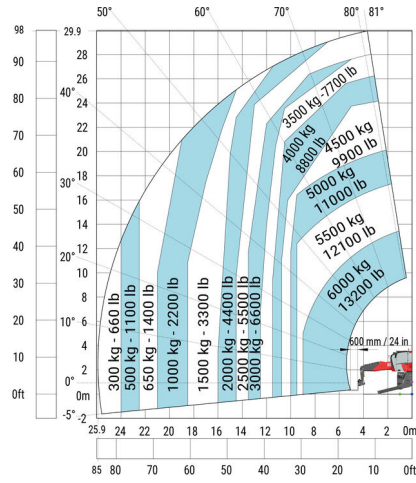 50° 60° 70° 80° 81°
98 29.9
90 28
26
80 24
40°
70 22
20
60 18
30°
50 16
14
40 12
20°
30 10
8
20 6
10°
4
10 2
0°
0ft 0m
-5° -2
3500 kg -7700 lb
4000 kg
8800 lb
4500 kg
9900 lb
5000 kg
11000 lb
5500 kg
12100 lb
6000 kg
13200 lb
600 mm / 24 in
300 kg - 660 lb
500 kg - 1100 lb
650 kg - 14400 lb
1000 kg - 2200 lb
1500 kg - 3300 lb
2000 kg - 4400 lb
2500 kg - 5500 lb
3000 kg - 6600 lb
25.9 24 22 20 18 16 14 12 10 8 6 4 2 0m
85 80 70 60 50 40 30 20 10 0ft